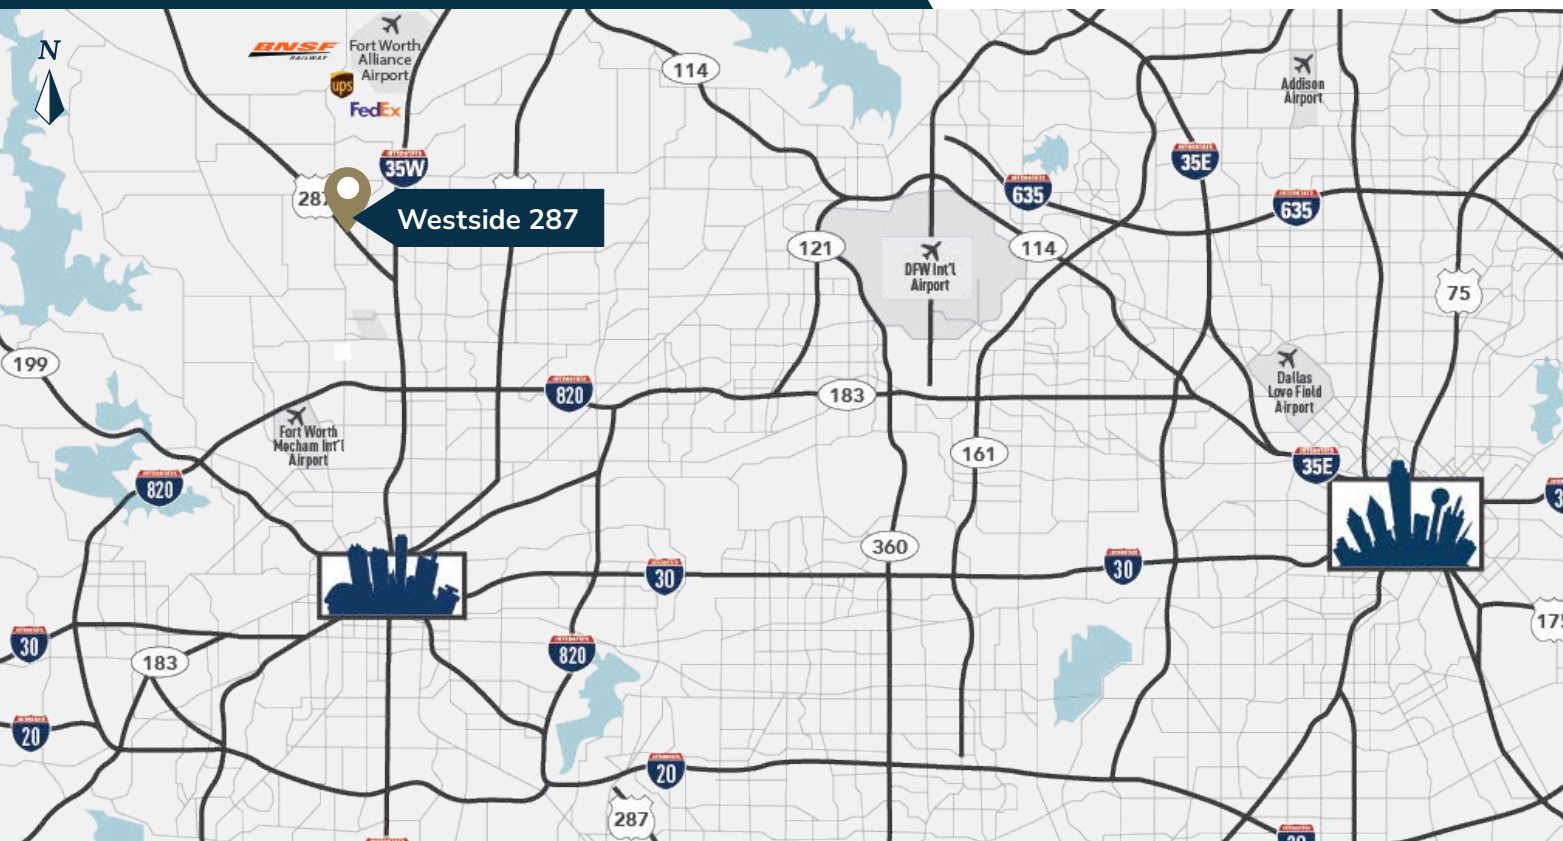 N
BNSF
RAILWAY
Fort Worth
Alliance
Airport
ups
FedEx
114
Addison
Airport
35W
35E
287
635
635
Westside 287
121
114
DFW Int'l
Airport
75
199
820
183
Dallas
Love Field
Airport
Fort Worth
Mecham Int'l
Airport
161
35E
820
360
30
30
175
30
183
820
20
20
287